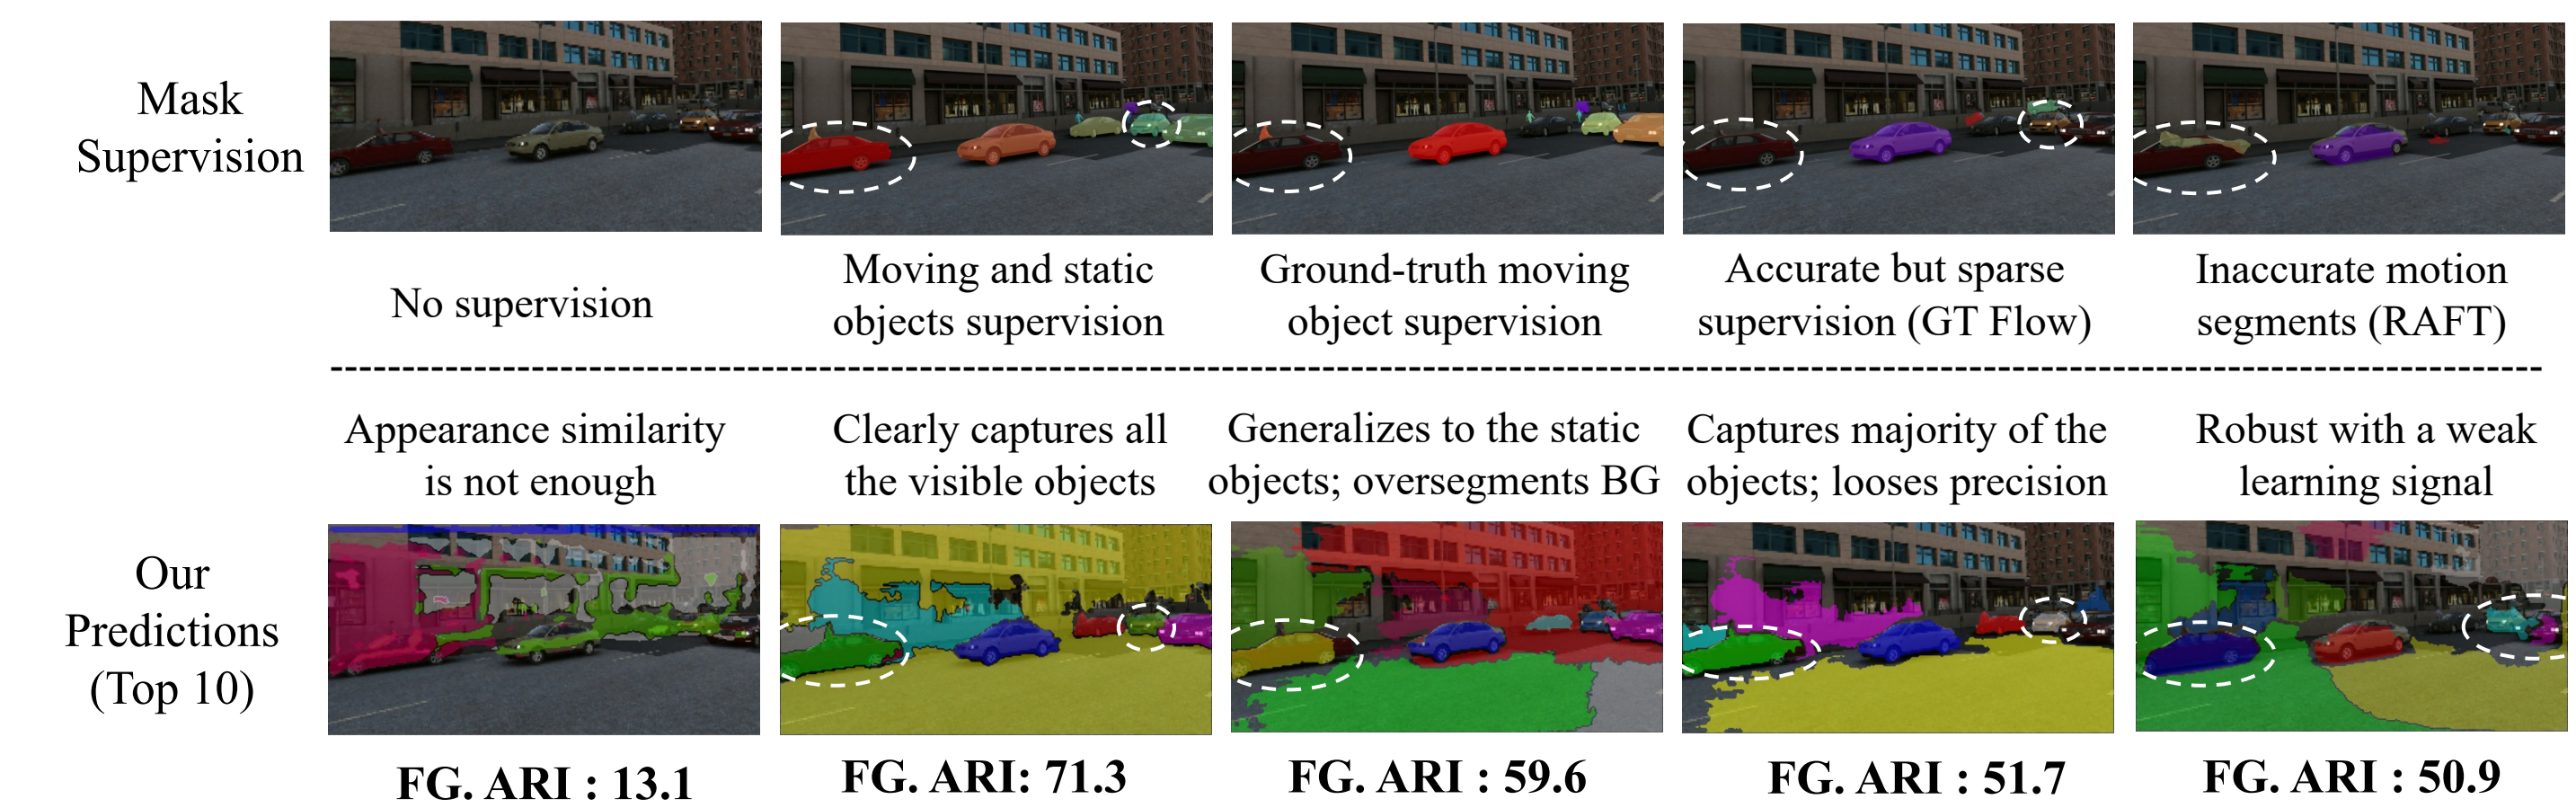 Mask
Supervision
No supervision
Moving and static
objects supervision
Ground-truth moving
object supervision
Accurate but sparse
supervision (GT Flow)
Inaccurate motion
segments (RAFT)
Appearance similarity
is not enough
Clearly captures all
the visible objects
Generalizes to the static
objects; oversegments BG
Captures majority of the
objects; looses precision
Robust with a weak
learning signal
Our
Predictions
(Top 10)
FG. ARI : 13.1
FG. ARI: 71.3
FG. ARI : 59.6
FG. ARI : 51.7
FG. ARI : 50.9